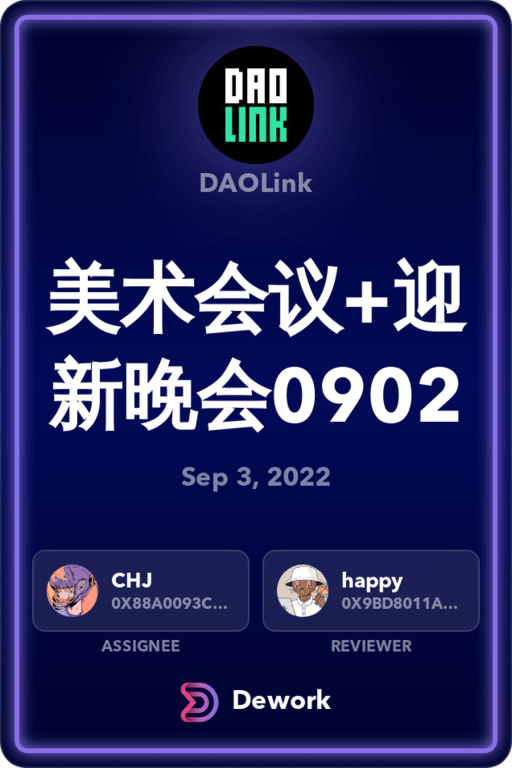 DAO
LINK
DAOLink
美术会议+迎
新晚会0902
Sep 3, 2022
CHJ
0X88A0093C...
happy
0X9BD8011A...
ASSIGNEE
REVIEWER
Dework